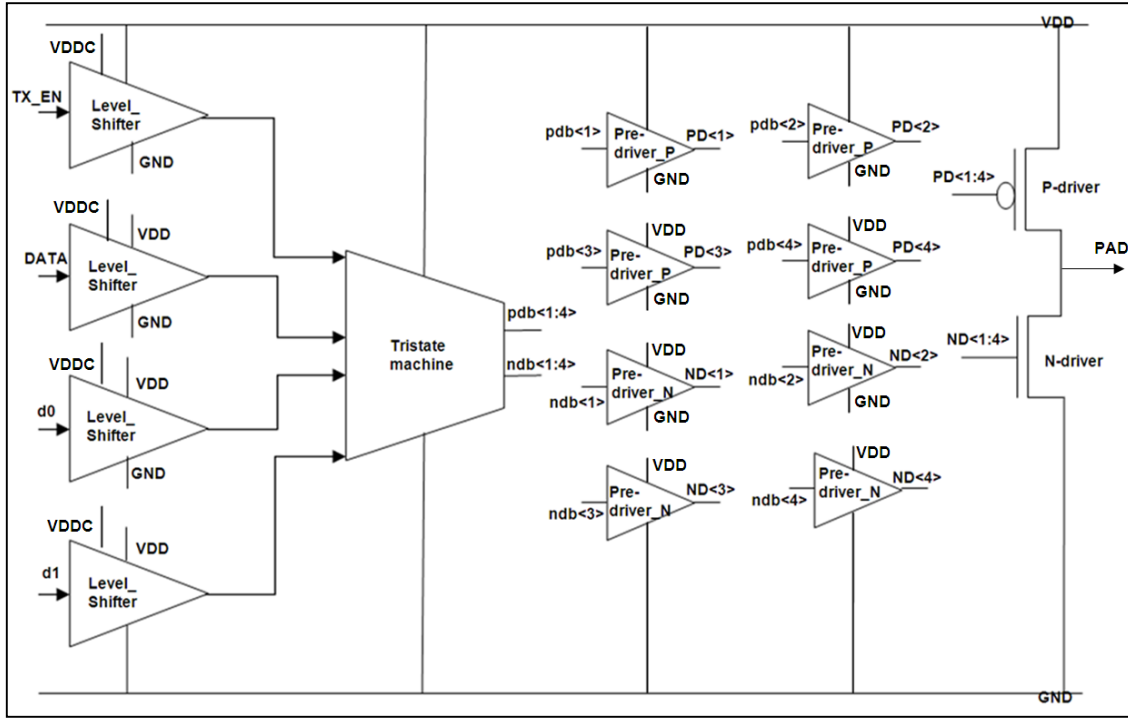 VDD
VDDC
TX_EN
Level_
Shifter
GND
VDDC
VDD
DATA
Level_
Shifter
GND
VDDC
VDD
d0
Level_
Shifter
GND
VDDC
VDD
d1
Level_
Shifter
Tristate
machine
pdb<1:4>
ndb<1:4>
pdb<1>
Pre-
driver_P
PD<1>
GND
pdb<2>
Pre-
driver_P
PD<2>
GND
VDD
pdb<3>
Pre-
driver_P
PD<3>
GND
VDD
pdb<4>
Pre-
driver_P
PD<4>
GND
VDD
ndb<1>
Pre-
driver_N
ND<1>
GND
VDD
ndb<2>
Pre-
driver_N
ND<2>
GND
VDD
ndb<3>
Pre-
driver_N
ND<3>
VDD
ndb<4>
Pre-
driver_N
ND<4>
PD<1:4>
P-driver
PAD
ND<1:4>
N-driver
GND